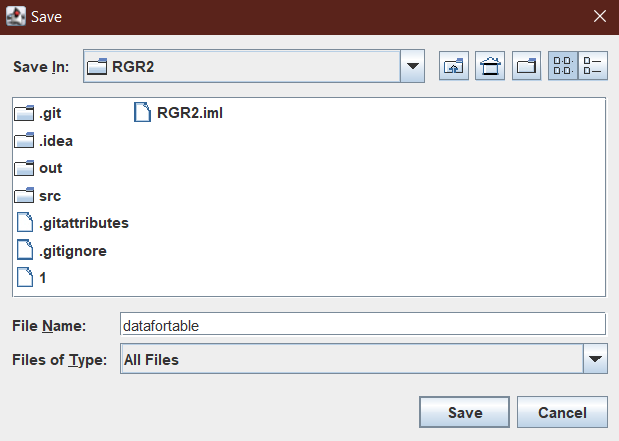 Save
Save In: RGR2
.git
.idea
out
src
.gitattributes
.gitignore
1
RGR2.iml
File Name: datafortable
Files of Type: All Files
Save Cancel